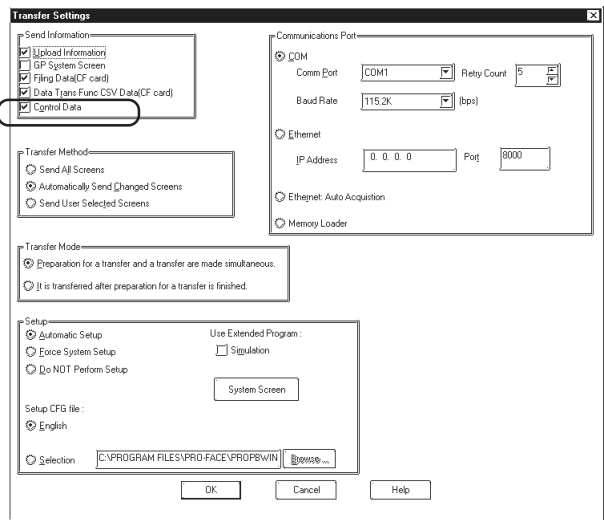 Transfer Settings
Send Information
Upload Information
GP System Screen
Filing Data(CF card)
Data Trans Func CSV Data(CF card)
Control Data
Transfer Method
Send All Screens
Automatically Send Changed Screens
Send User Selected Screens
Communications Port
COM
Comm Port COM1 Retry Count 5
Baud Rate 115.2K (bps)
Ethernet
IP Address 0. 0. 0. 0 Port 8000
Ethernet: Auto Acquistion
Memory Loader
Transfer Mode
Preparation for a transfer and a transfer are made simultaneous.
It is transferred after preparation for a transfer is finished.
Setup
Automatic Setup Use Extended Program :
Force System Setup Simulation
Do NOT Perform Setup
System Screen
Setup CFG file :
English
Selection C:\PROGRAM FILES\PRO-FACE\PROPBWIN Browse ...
OK Cancel Help